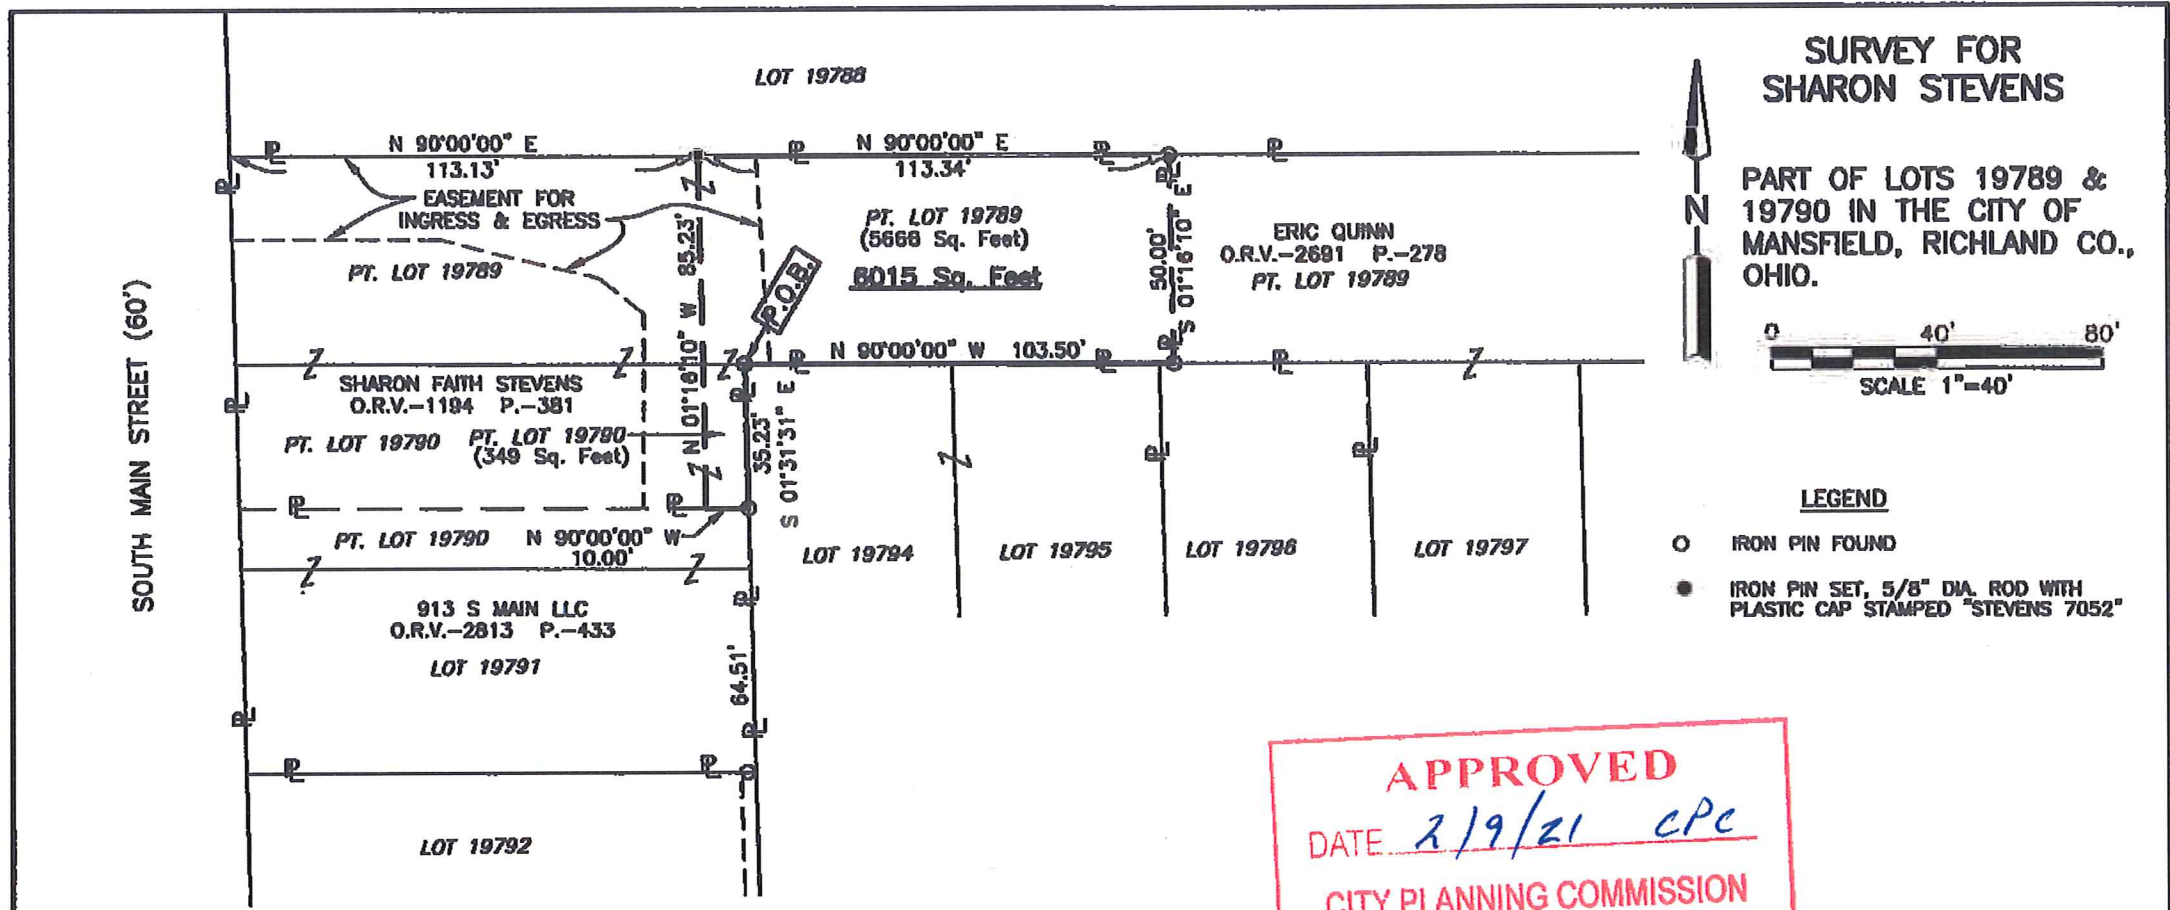 SURVEY FOR
SHARON STEVENS
PART OF LOTS 19789 &
19790 IN THE CITY OF
MANSFIELD, RICHLAND CO.,
OHIO.
N
0 40' 80'
SCALE 1"=40'
LEGEND
IRON PIN FOUND
IRON PIN SET, 5/8" DIA. ROD WITH
PLASTIC CAP STAMPED "STEVENS 7052"
LOT 19788
N 90°00'00" E
113.13'
N 90°00'00" E
113.34'
EASEMENT FOR
INGRESS & EGRESS
PT. LOT 19789
PT. LOT 19789
(5666 Sq. Feet)
6015 Sq. Feet
ERIC QUINN
O.R.V.-2691 P.-278
PT. LOT 19789
50.00'
S 01°16'10" E
N 01°16'10" W 85.23'
P.O.B.
N 90°00'00" W 103.50'
SOUTH MAIN STREET (60')
SHARON FAITH STEVENS
O.R.V.-1194 P.-381
PT. LOT 19790
PT. LOT 19790
(349 Sq. Feet)
35.23'
S 01°31'31" E
PT. LOT 19790
N 90°00'00" W
10.00'
LOT 19794
LOT 19795
LOT 19796
LOT 19797
913 S MAIN LLC
O.R.V.-2813 P.-433
LOT 19791
64.51'
LOT 19792
APPROVED
DATE 2/9/21 CPC
CITY PLANNING COMMISSION